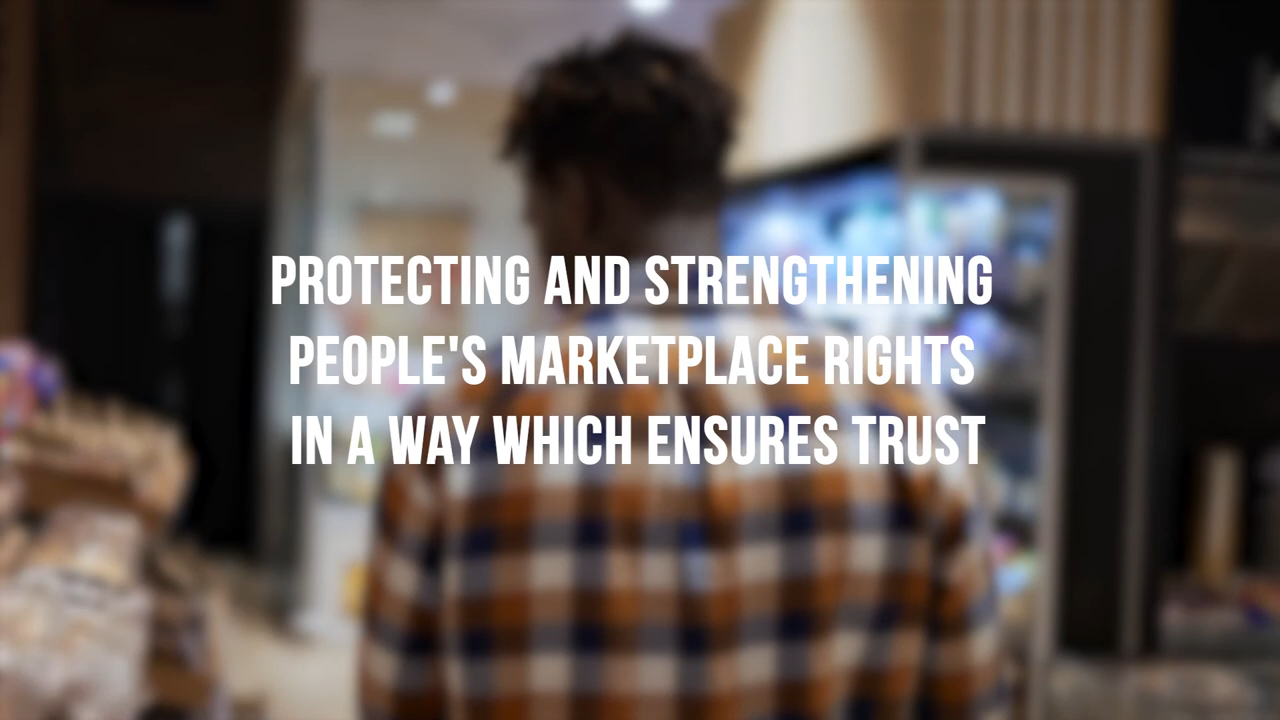 PROTECTING AND STRENGTHENING
PEOPLE'S MARKETPLACE RIGHTS
IN A WAY WHICH ENSURES TRUST